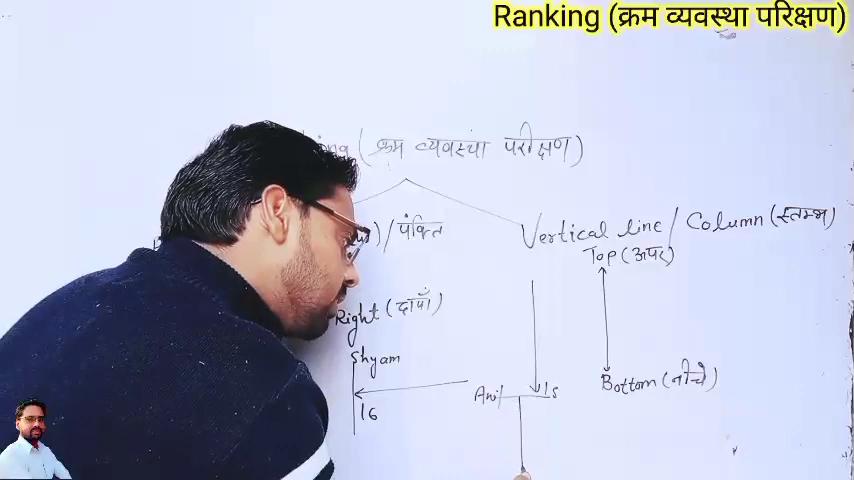 Ranking (क्रम व्यवस्था परिक्षण)
(क्रम व्यवस्था परीक्षण)
/पंक्ति
Vertical line / Column (स्तम्भ)
Top (ऊपर)
Right (दायाँ)
Shyam
16
Anil 15
Bottom (नीचे)